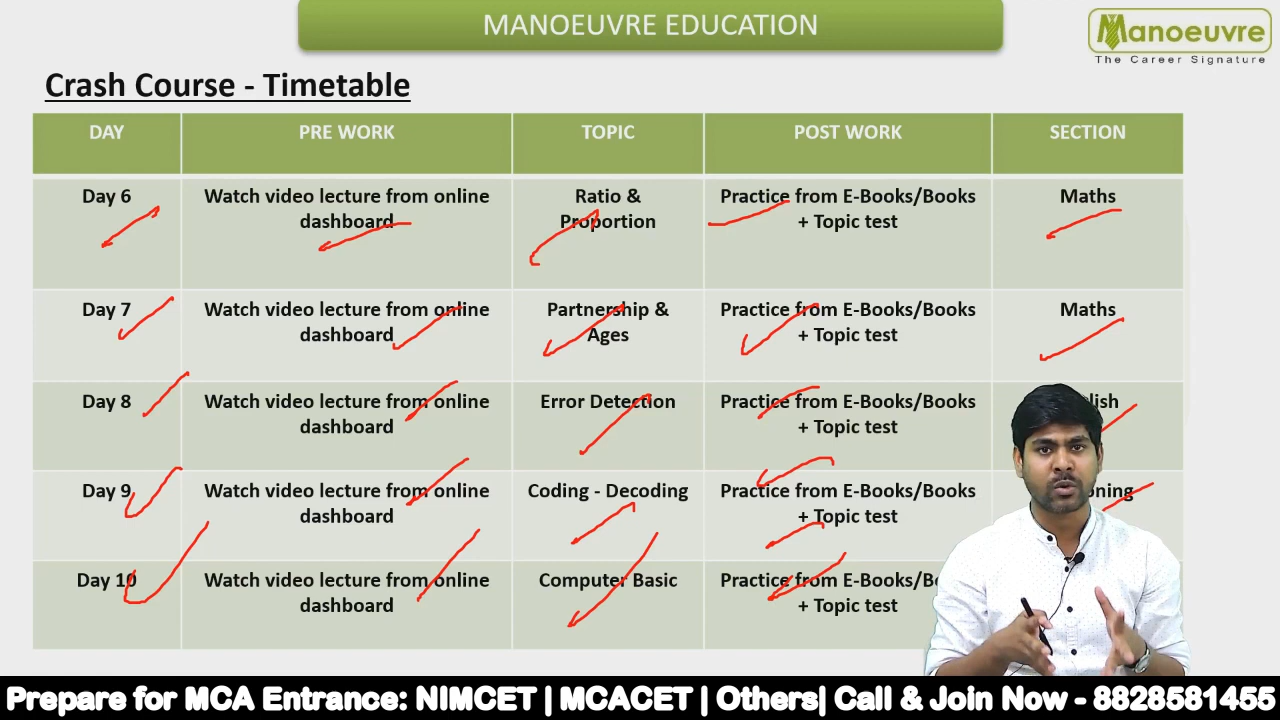 MANOEUVRE EDUCATION
Manoeuvre
The Career Signature
Crash Course - Timetable
DAY PRE WORK TOPIC POST WORK SECTION
Day 6 Watch video lecture from online Ratio & Practice from E-Books/Books Maths
dashboard Proportion + Topic test
Day 7 Watch video lecture from online Partnership & Practice from E-Books/Books Maths
dashboard Ages + Topic test
Day 8 Watch video lecture from online Error Detection Practice from E-Books/Books
dashboard + Topic test
Day 9 Watch video lecture from online Coding - Decoding Practice from E-Books/Books
dashboard + Topic test
Day 10 Watch video lecture from online Computer Basic Practice from
dashboard + Topic test
Prepare for MCA Entrance: NIMCET | MCACET | Others| Call & Join Now - 8828581455